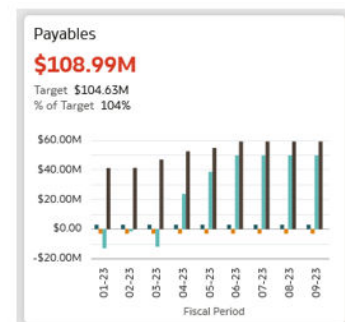 Payables
$108.99M
Target $104.63M
% of Target 104%
$60.00M
$40.00M
$20.00M
$0.00
-$20.00M
01-23
02-23
03-23
04-23
05-23
06-23
07-23
08-23
09-23
Fiscal Period